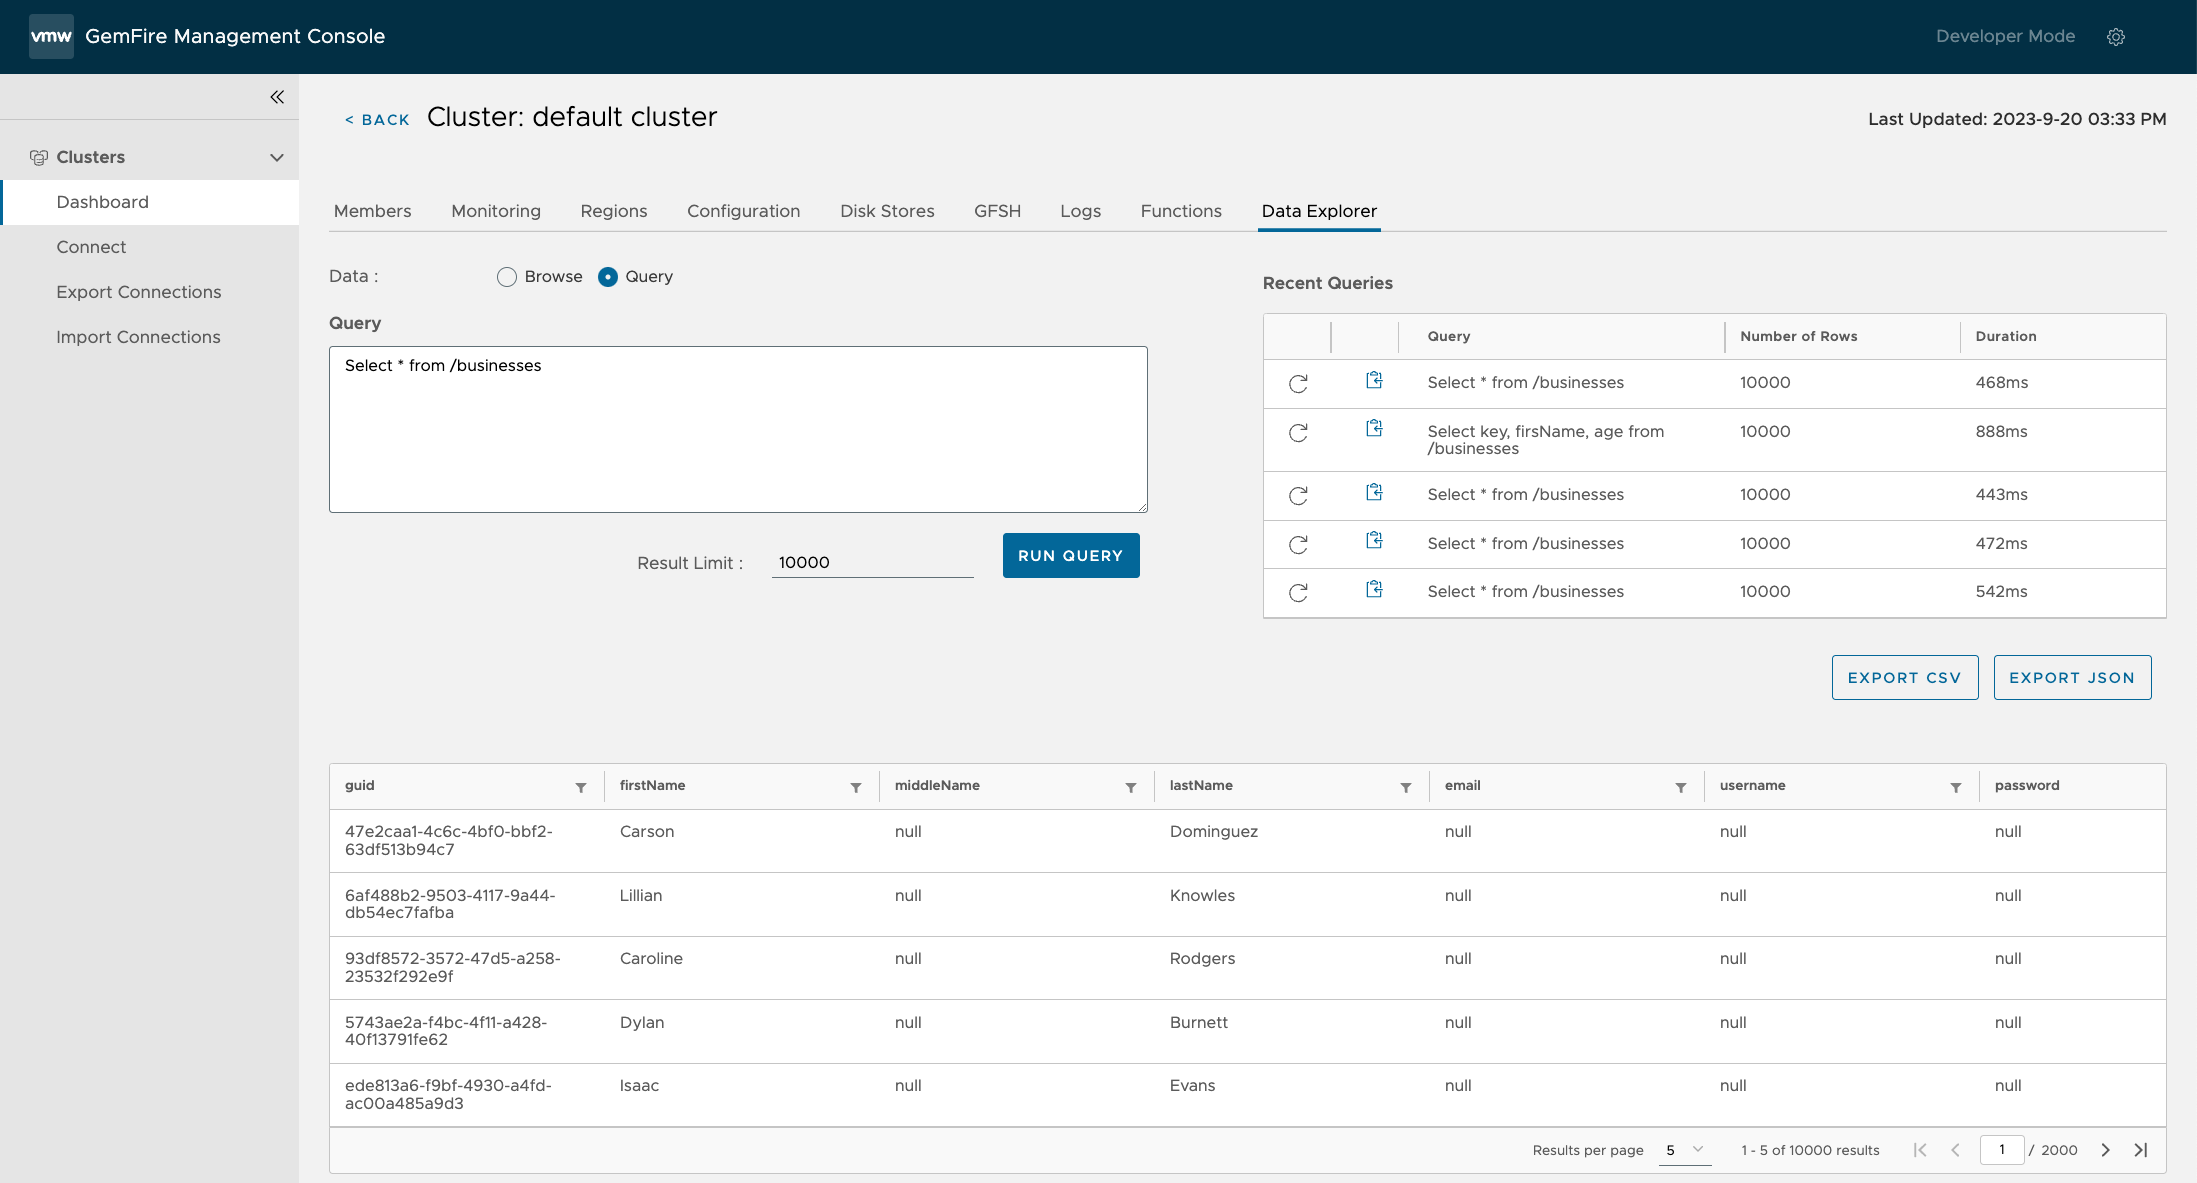 vmw GemFire Management Console
Developer Mode
< BACK Cluster: default cluster
Last Updated: 2023-9-20 03:33 PM
Clusters
Dashboard
Connect
Export Connections
Import Connections
Members Monitoring Regions Configuration Disk Stores GFSH Logs Functions Data Explorer
Data : Browse Query
Query
Select * from /businesses
Result Limit : 10000 RUN QUERY
Recent Queries
Query Number of Rows Duration
Select * from /businesses 10000 468ms
Select key, firsName, age from 10000 888ms
/businesses
Select * from /businesses 10000 443ms
Select * from /businesses 10000 472ms
Select * from /businesses 10000 542ms
EXPORT CSV EXPORT JSON
guid firstName middleName lastName email username password
47e2caa1-4c6c-4bf0-bbf2- Carson null Dominguez null null null
63df513b94c7
6af488b2-9503-4117-9a44- Lillian null Knowles null null null
db54ec7fafba
93df8572-3572-47d5-a258- Caroline null Rodgers null null null
23532f292e9f
5743ae2a-f4bc-4f11-a428- Dylan null Burnett null null null
40f13791fe62
ede813a6-f9bf-4930-a4fd- Isaac null Evans null null null
ac00a485a9d3
Results per page 5 1 - 5 of 10000 results 1 / 2000